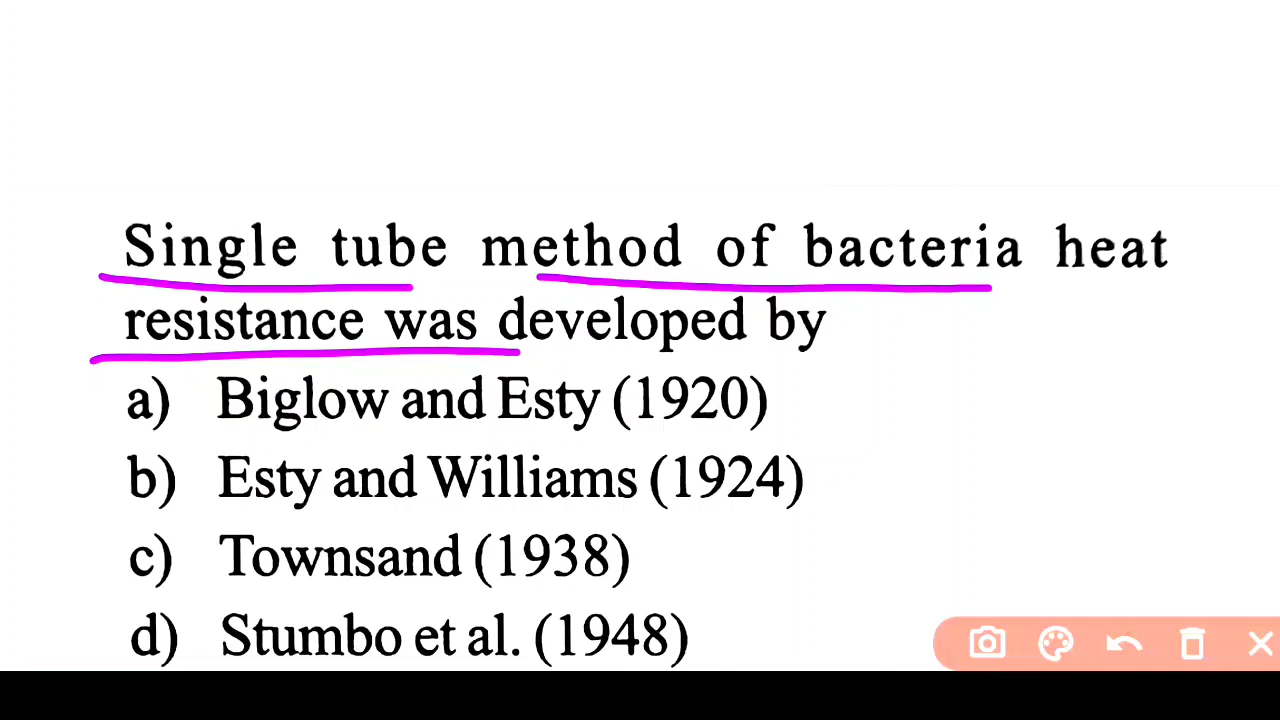 Single tube method of bacteria heat
resistance was developed by
a) Biglow and Esty (1920)
b) Esty and Williams (1924)
c) Townsand (1938)
d) Stumbo et al. (1948)